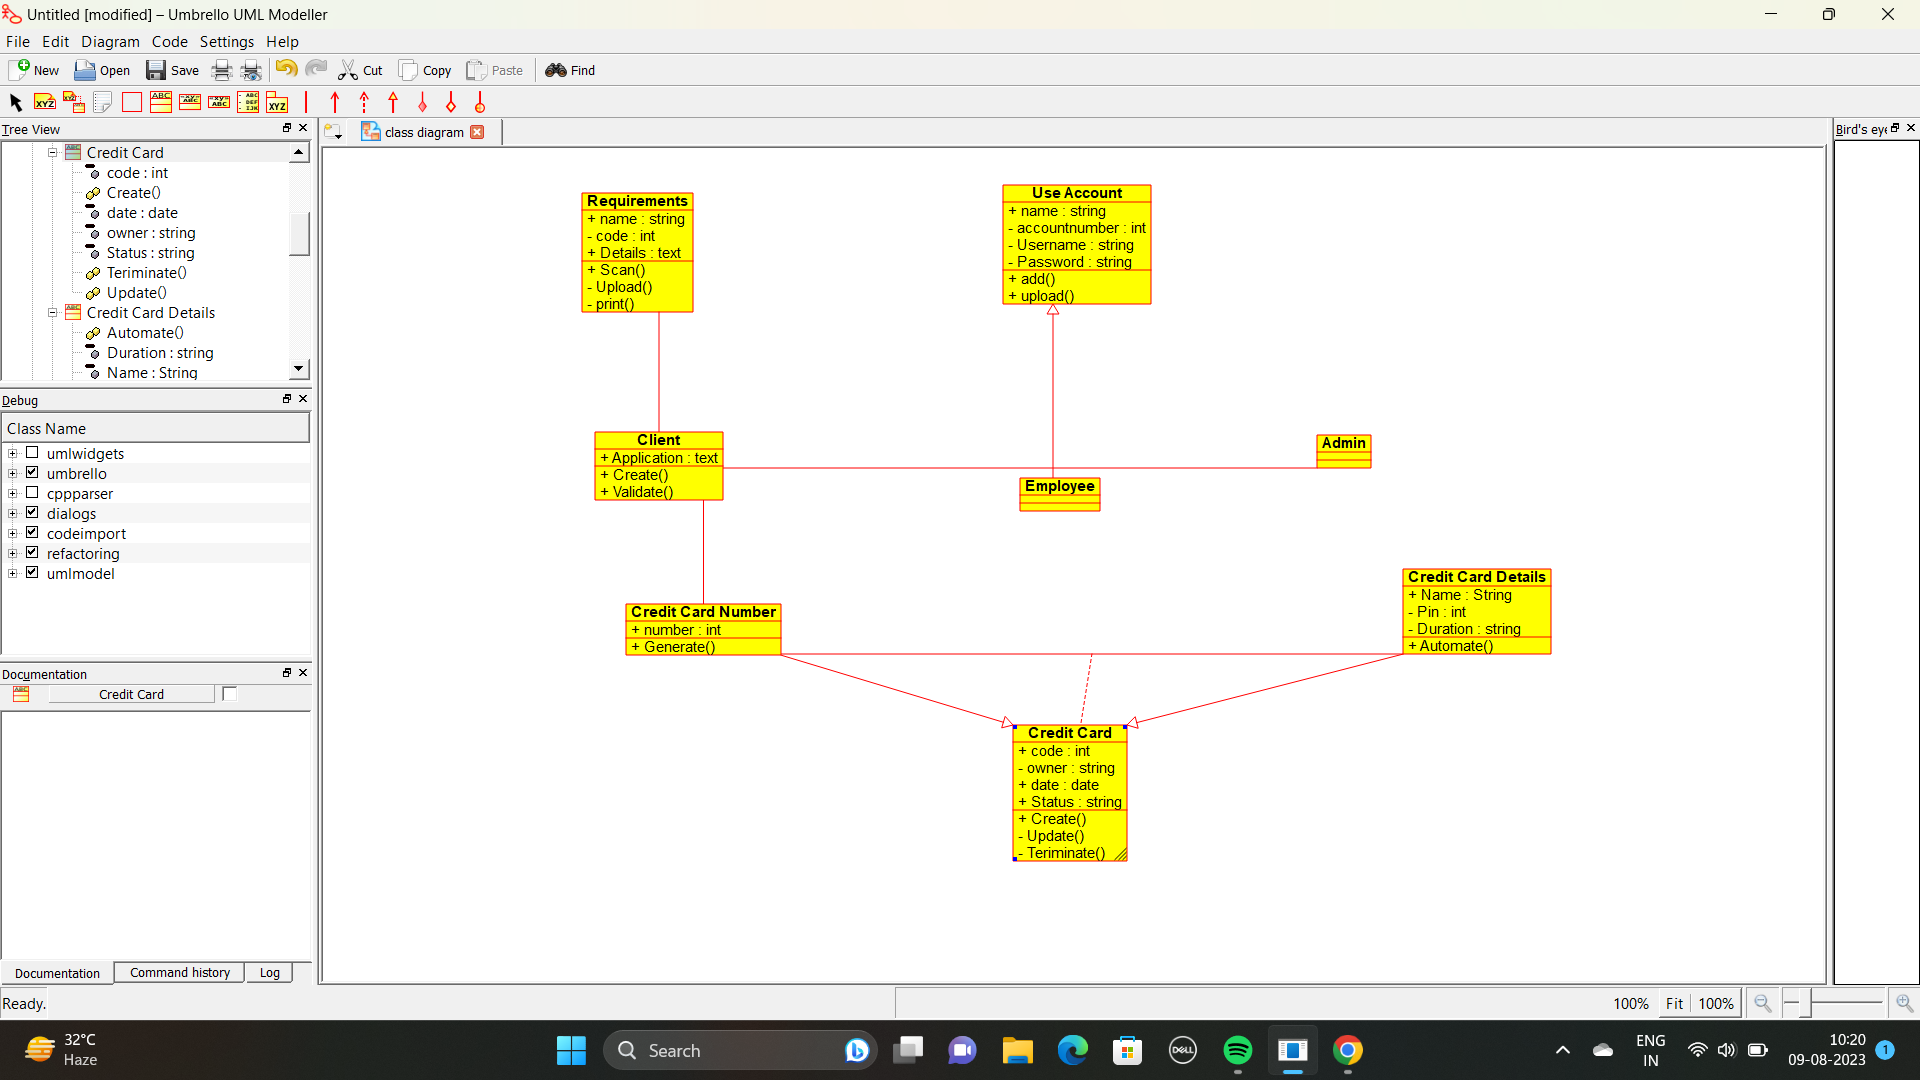 Untitled [modified] – Umbrello UML Modeller
File Edit Diagram Code Settings Help
New Open Save Cut Copy Paste Find
Tree View
Credit Card
code : int
Create()
date : date
owner : string
Status : string
Teriminate()
Update()
Credit Card Details
Automate()
Duration : string
Name : String
Debug
Class Name
umlwidgets
umbrello
cppparser
dialogs
codeimport
refactoring
umlmodel
Documentation
Credit Card
Documentation Command history Log
Ready.
class diagram
Requirements
+ name : string
- code : int
+ Details : text
+ Scan()
- Upload()
- print()
Use Account
+ name : string
- accountnumber : int
- Username : string
- Password : string
+ add()
+ upload()
Client
+ Application : text
+ Create()
+ Validate()
Admin
Employee
Credit Card Number
+ number : int
+ Generate()
Credit Card Details
+ Name : String
- Pin : int
- Duration : string
+ Automate()
Credit Card
+ code : int
- owner : string
+ date : date
+ Status : string
+ Create()
- Update()
- Teriminate()
Bird's eye
100% Fit 100%
32°C
Haze
Search
DELL
ENG
IN
10:20
09-08-2023
1